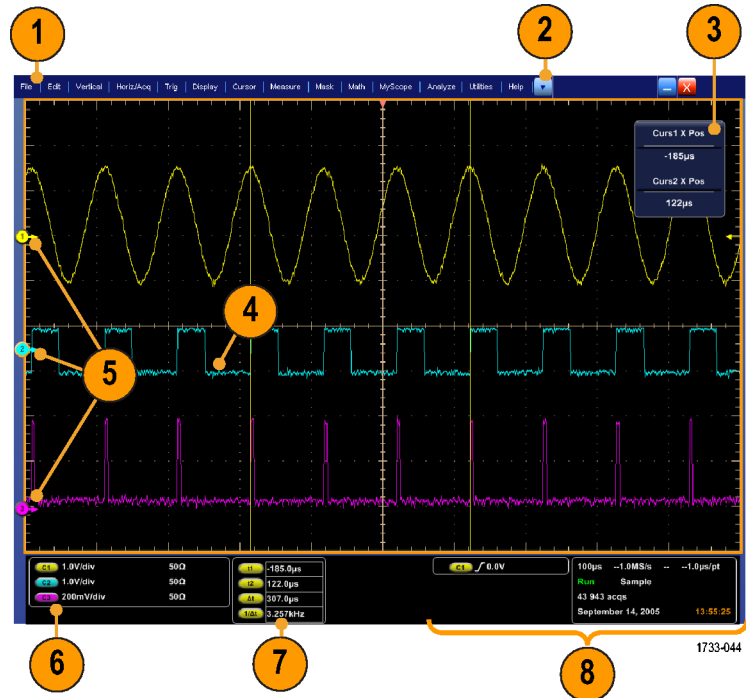 1
2
3
File Edit Vertical Horiz/Acq Trig Display Cursor Measure Mask Math MyScope Analyze Utilities Help
X
Curs1 X Pos
-185µs
Curs2 X Pos
122µs
1
4
2
5
3
C1 1.0V/div 50Ω
C2 1.0V/div 50Ω
C3 200mV/div 50Ω
t1 -185.0µs
t2 122.0µs
Δt 307.0µs
1/Δt 3.257kHz
C1 0.0V
100µs --1.0MS/s -- --1.0µs/pt
Run Sample
43 943 acqs
September 14, 2005 13:55:25
6
7
8
1733-044